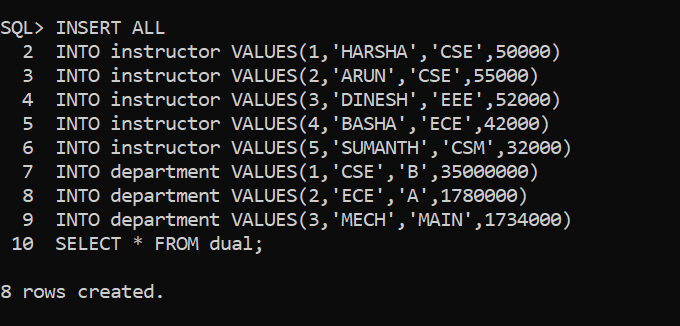 SQL> INSERT ALL
2 INTO instructor VALUES(1,'HARSHA','CSE',50000)
3 INTO instructor VALUES(2,'ARUN','CSE',55000)
4 INTO instructor VALUES(3,'DINESH','EEE',52000)
5 INTO instructor VALUES(4,'BASHA','ECE',42000)
6 INTO instructor VALUES(5,'SUMANTH','CSM',32000)
7 INTO department VALUES(1,'CSE','B',35000000)
8 INTO department VALUES(2,'ECE','A',1780000)
9 INTO department VALUES(3,'MECH','MAIN',1734000)
10 SELECT * FROM dual;
8 rows created.